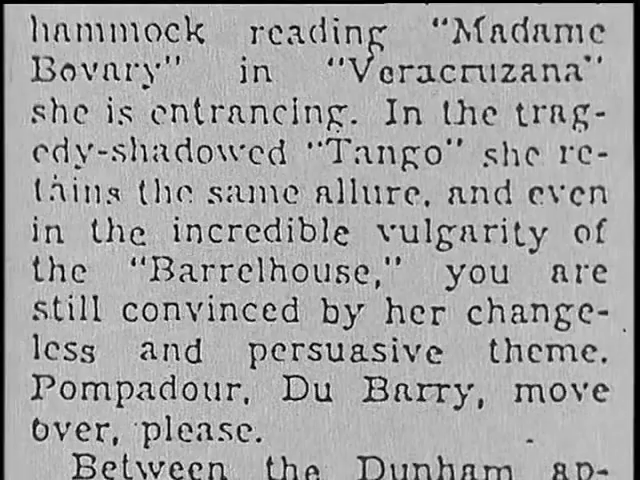 hammock reading "Madame
Bovary" in "Veracruzana"
she is entrancing. In the trag-
edy-shadowed "Tango" she re-
tains the same allure, and even
in the incredible vulgarity of
the "Barrelhouse," you are
still convinced by her change-
less and persuasive theme.
Pompadour, Du Barry, move
over, please.
Between the Dunham ap-